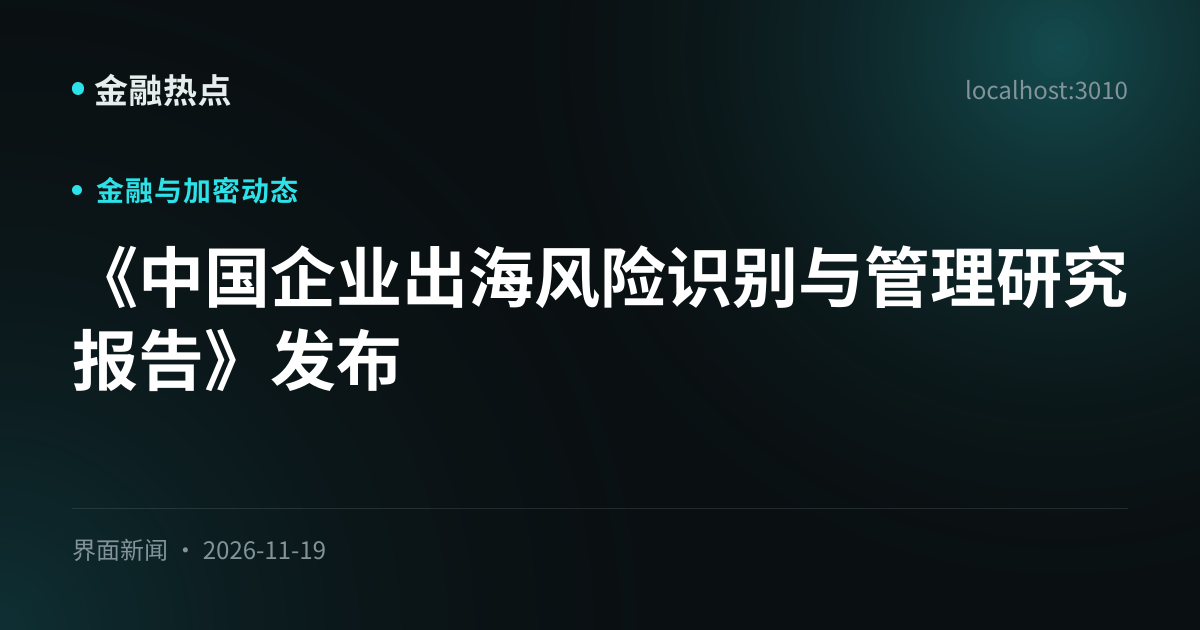 金融热点
localhost:3010
金融与加密动态
《中国企业出海风险识别与管理研究
报告》发布
界面新闻 • 2026-11-19